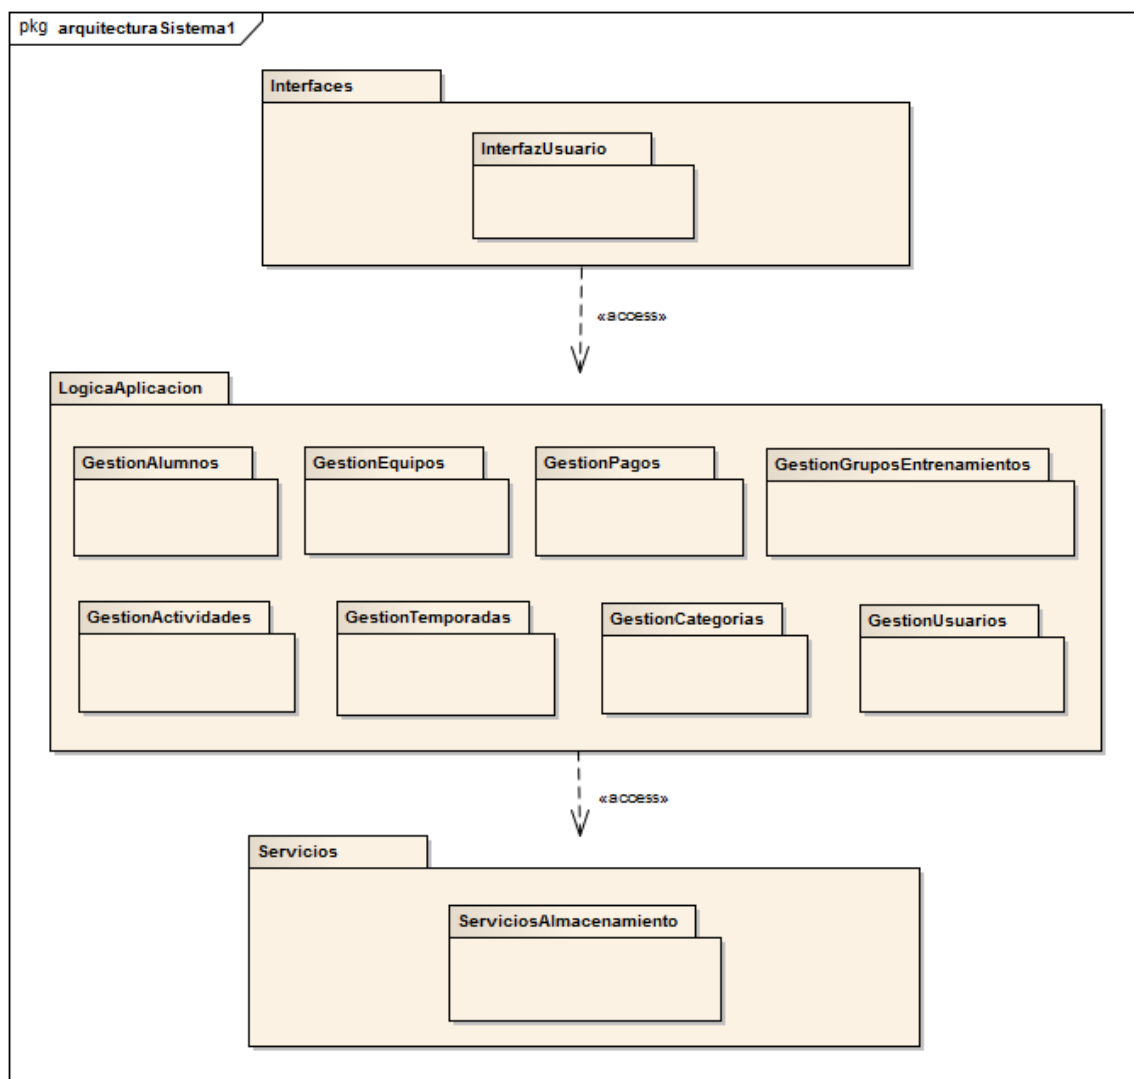 pkg arquitecturaSistema1
Interfaces
InterfazUsuario
«access»
LogicaAplicacion
GestionAlumnos
GestionEquipos
GestionPagos
GestionGruposEntrenamientos
GestionActividades
GestionTemporadas
GestionCategorias
GestionUsuarios
«access»
Servicios
ServiciosAlmacenamiento